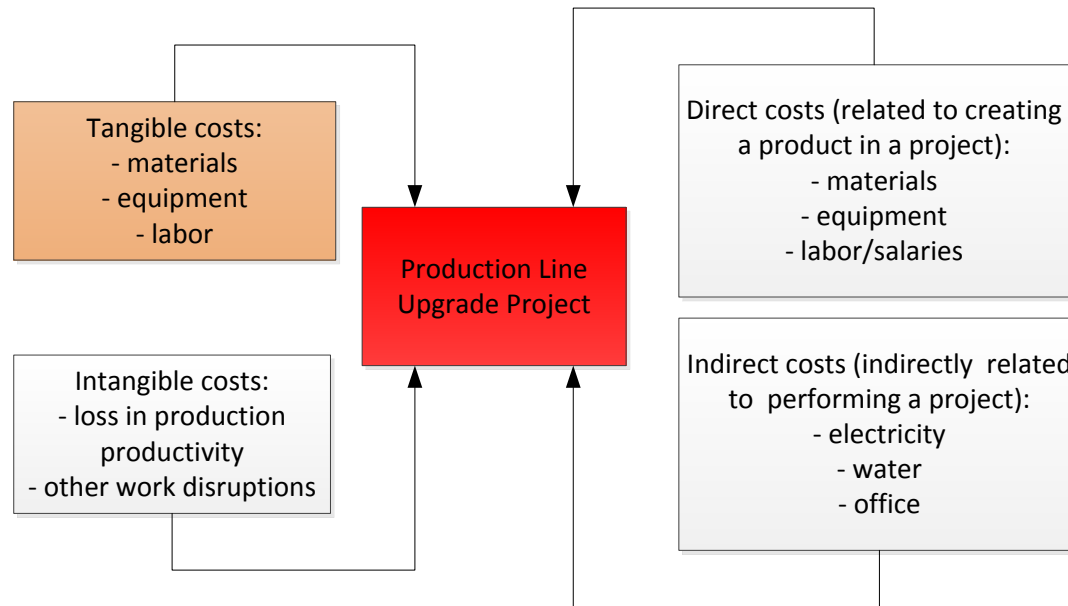 Tangible costs:
- materials
- equipment
- labor
Direct costs (related to creating
a product in a project):
- materials
- equipment
- labor/salaries
Production Line
Upgrade Project
Intangible costs:
- loss in production
productivity
- other work disruptions
Indirect costs (indirectly related
to performing a project):
- electricity
- water
- office